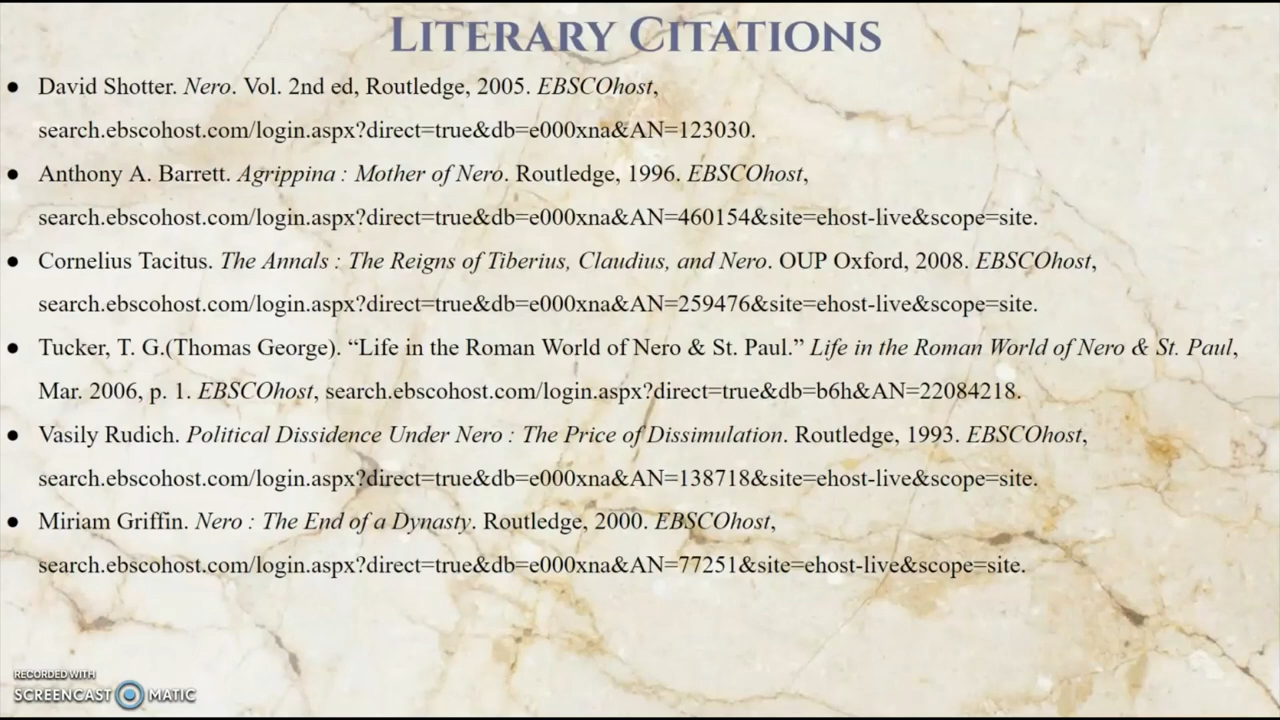 LITERARY CITATIONS
● David Shotter. Nero. Vol. 2nd ed, Routledge, 2005. EBSCOhost,
search.ebscohost.com/login.aspx?direct=true&db=e000xna&AN=123030.
● Anthony A. Barrett. Agrippina : Mother of Nero. Routledge, 1996. EBSCOhost,
search.ebscohost.com/login.aspx?direct=true&db=e000xna&AN=460154&site=ehost-live&scope=site.
● Cornelius Tacitus. The Annals : The Reigns of Tiberius, Claudius, and Nero. OUP Oxford, 2008. EBSCOhost,
search.ebscohost.com/login.aspx?direct=true&db=e000xna&AN=259476&site=ehost-live&scope=site.
● Tucker, T. G.(Thomas George). “Life in the Roman World of Nero & St. Paul.” Life in the Roman World of Nero & St. Paul,
Mar. 2006, p. 1. EBSCOhost, search.ebscohost.com/login.aspx?direct=true&db=b6h&AN=22084218.
● Vasily Rudich. Political Dissidence Under Nero : The Price of Dissimulation. Routledge, 1993. EBSCOhost,
search.ebscohost.com/login.aspx?direct=true&db=e000xna&AN=138718&site=ehost-live&scope=site.
● Miriam Griffin. Nero : The End of a Dynasty. Routledge, 2000. EBSCOhost,
search.ebscohost.com/login.aspx?direct=true&db=e000xna&AN=77251&site=ehost-live&scope=site.
RECORDED WITH
SCREENCAST MATIC